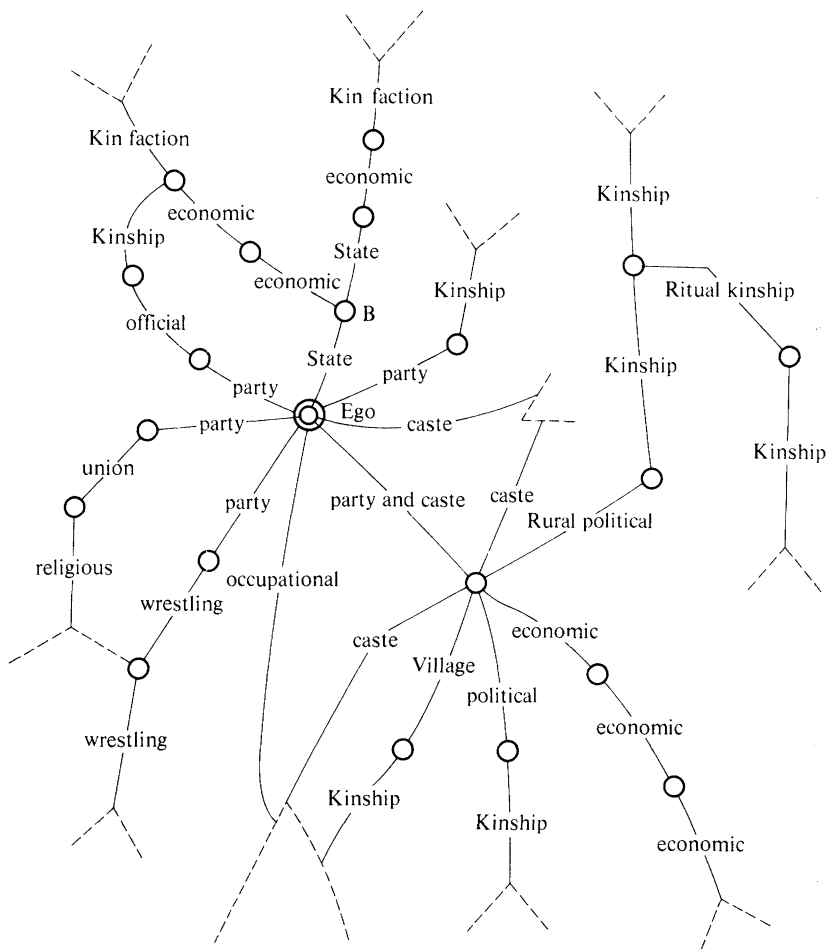 Kin faction
Kin faction
economic
Kinship
economic
Kinship
State
economic
Kinship
Ritual kinship
official
B
State
Kinship
party
party
Ego
party
caste
Kinship
union
party
party and caste
caste
Rural political
religious
occupational
wrestling
economic
caste
Village
political
economic
wrestling
Kinship
Kinship
economic